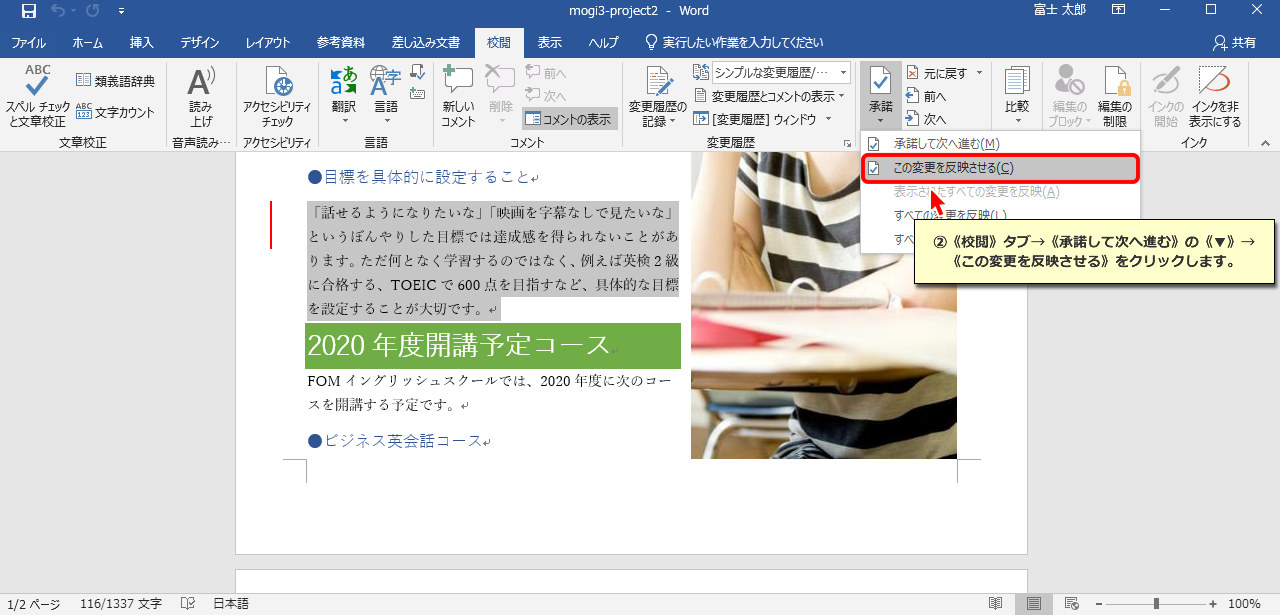 mogi3-project2 - Word
富士 太郎
ファイル ホーム 挿入 デザイン レイアウト 参考資料 差し込み文書 校閲 表示 ヘルプ 実行したい作業を入力してください 共有
ABC
スペル チェック
と文章校正
類義語辞典
ABC
123
文字カウント
文章校正
A
読み
上げ
音声読み…
アクセシビリティ
チェック
アクセシビリティ
あ
a
翻訳
A字
言語
言語
新しい
コメント
削除
前へ
次へ
コメントの表示
コメント
変更履歴の
記録
シンプルな変更履歴/…
変更履歴とコメントの表示
[変更履歴] ウィンドウ
変更履歴
承諾
元に戻す
前へ
次へ
比較
編集の
ブロック
編集の
制限
インクの
開始
インクを非
表示にする
インク
承諾して次へ進む(M)
この変更を反映させる(C)
表示されたすべての変更を反映(A)
すべての変更を反映(L)
すべ
②《校閲》タブ→《承諾して次へ進む》の《▼》→
《この変更を反映させる》をクリックします。
●目標を具体的に設定すること↵
「話せるようになりたいな」「映画を字幕なしで見たいな」
というぼんやりした目標では達成感を得られないことがあ
ります。ただ何となく学習するのではなく、例えば英検２級
に合格する、TOEIC で 600 点を目指すなど、具体的な目標
を設定することが大切です。↵
2020 年度開講予定コース↵
FOM イングリッシュスクールでは、2020 年度に次のコー
スを開講する予定です。↵
●ビジネス英会話コース↵
1/2 ページ 116/1337 文字 日本語 100%